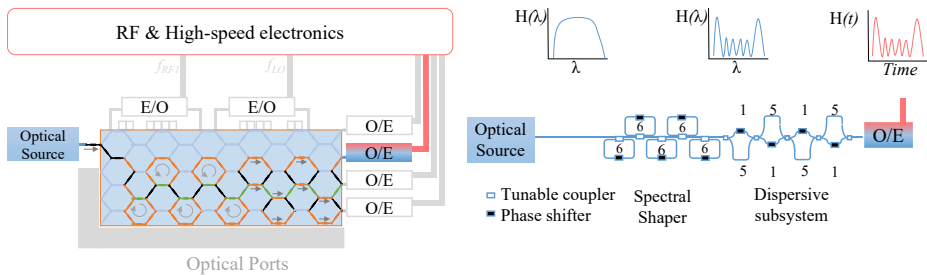 RF & High-speed electronics
f_RF1
f_LO
E/O
E/O
Optical
Source
O/E
O/E
O/E
O/E
Optical Ports
H(λ)
λ
H(λ)
λ
H(t)
Time
Optical
Source
6
6
6
6
6
1
5
1
5
5
1
5
1
O/E
Tunable coupler
Phase shifter
Spectral
Shaper
Dispersive
subsystem